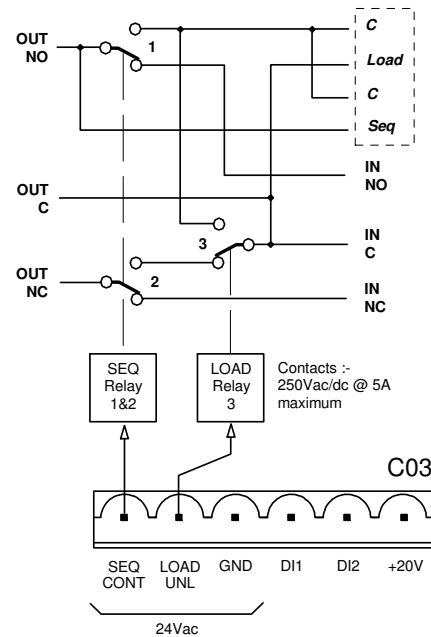 C
OUT
NO
1
Load
C
Seq
IN
NO
OUT
C
3
IN
C
OUT
NC
2
IN
NC
SEQ
Relay
1&2
LOAD
Relay
3
Contacts :-
250Vac/dc @ 5A
maximum
C03
SEQ
CONT
LOAD
UNL
GND
DI1
DI2
+20V
24Vac